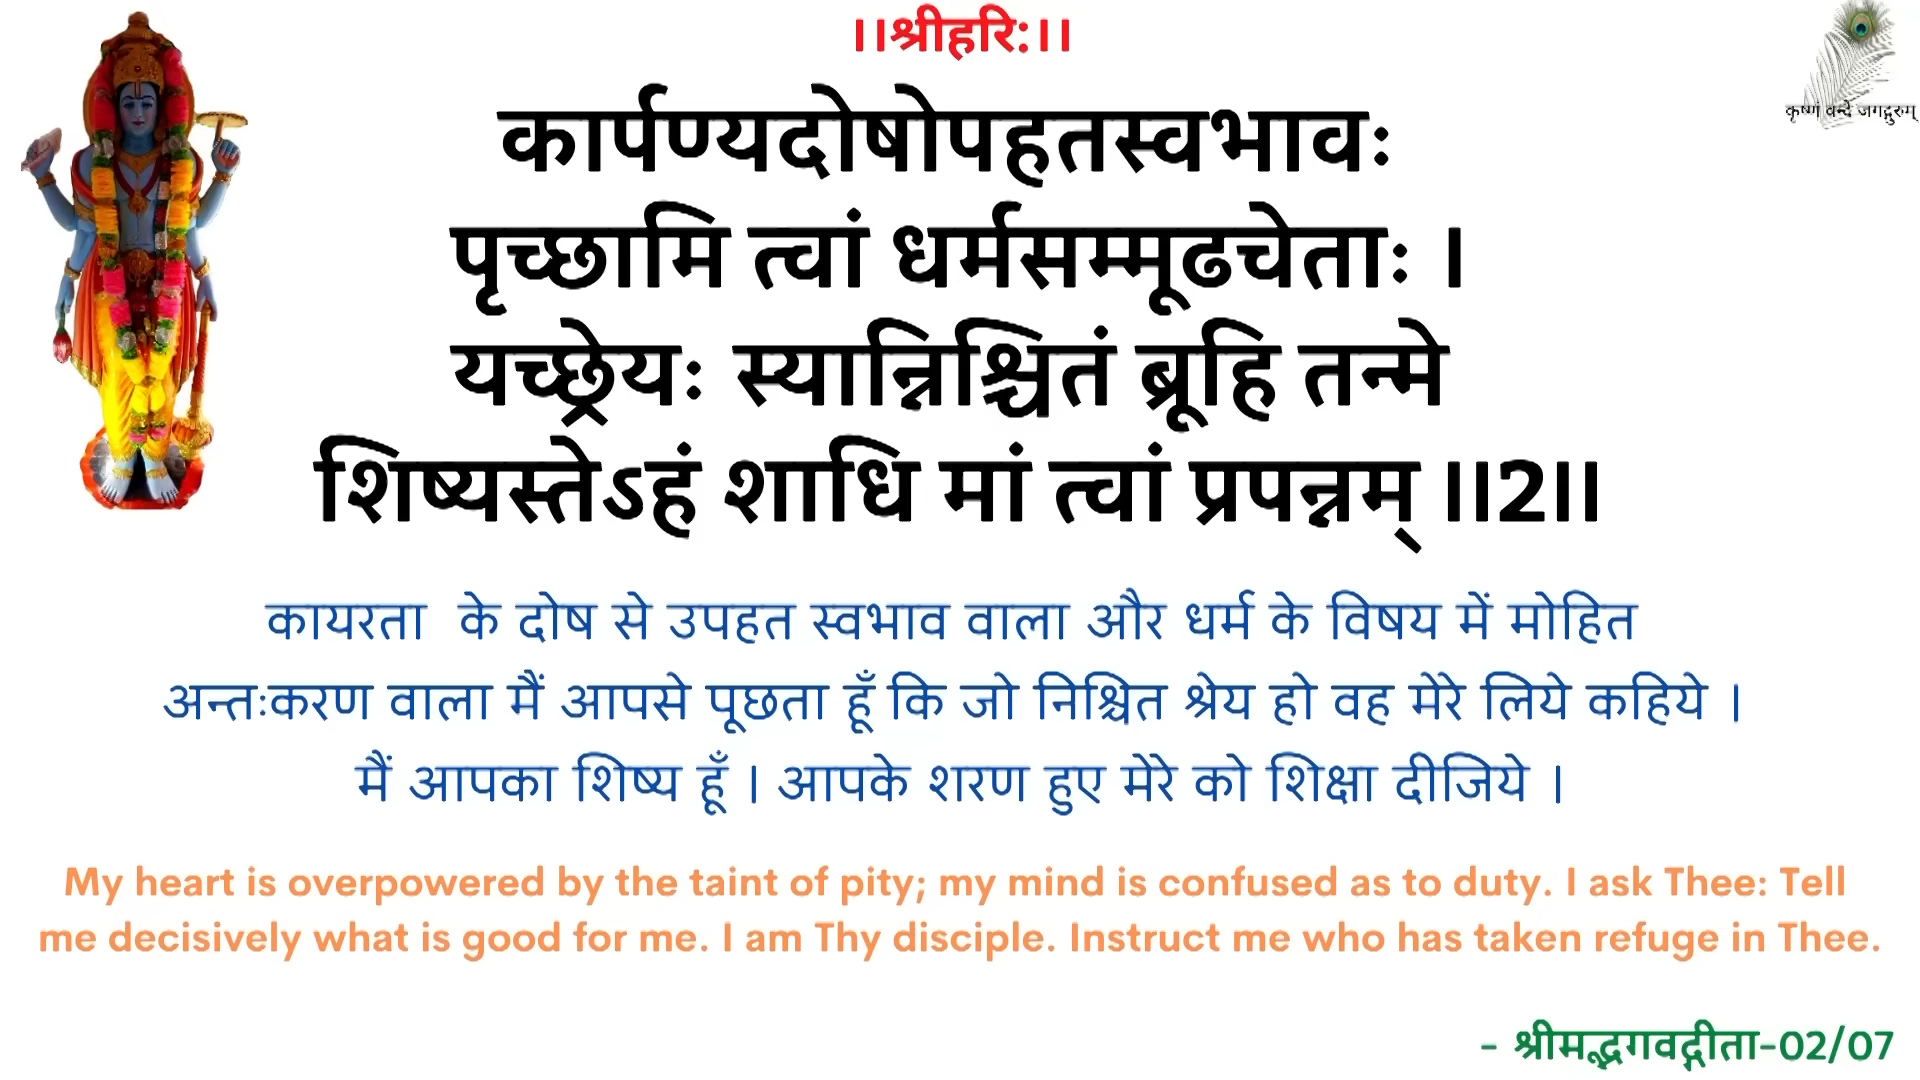 ।।श्रीहरि:।।
कृष्णं वन्दे जगद्गुरुम्
कार्पण्यदोषोपहतस्वभावः
पृच्छामि त्वां धर्मसम्मूढचेताः ।
यच्छ्रेयः स्यान्निश्चितं ब्रूहि तन्मे
शिष्यस्तेऽहं शाधि मां त्वां प्रपन्नम् ।।2।।
कायरता के दोष से उपहत स्वभाव वाला और धर्म के विषय में मोहित
अन्तःकरण वाला मैं आपसे पूछता हूँ कि जो निश्चित श्रेय हो वह मेरे लिये कहिये ।
मैं आपका शिष्य हूँ । आपके शरण हुए मेरे को शिक्षा दीजिये ।
My heart is overpowered by the taint of pity; my mind is confused as to duty. I ask Thee: Tell
me decisively what is good for me. I am Thy disciple. Instruct me who has taken refuge in Thee.
- श्रीमद्भगवद्गीता-02/07